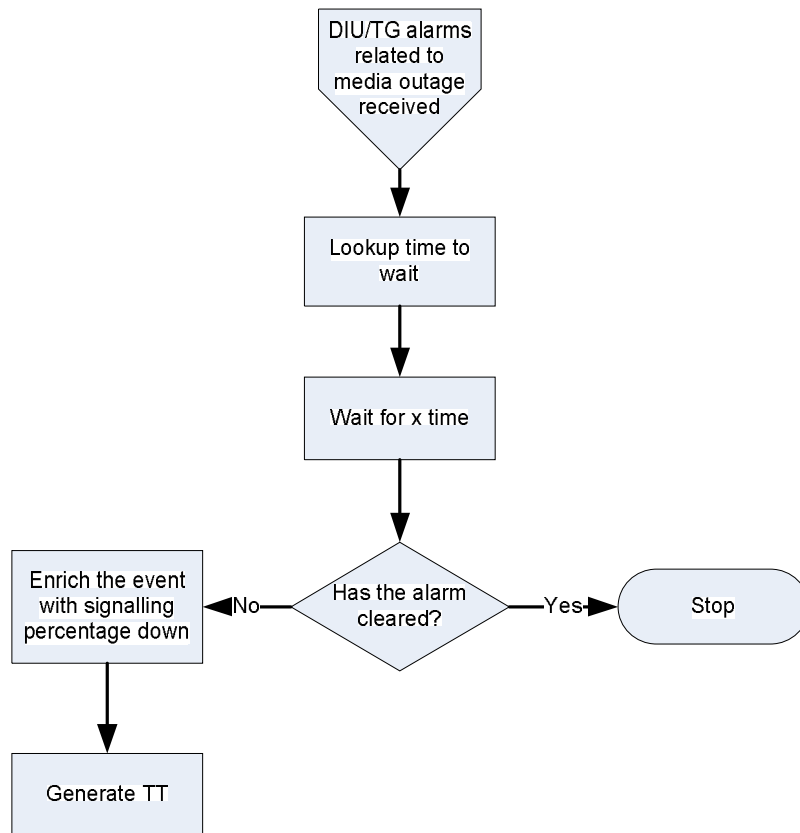 DIU/TG alarms
related to
media outage
received
Lookup time to
wait
Wait for x time
Has the alarm
cleared?
No
Yes
Stop
Enrich the event
with signalling
percentage down
Generate TT